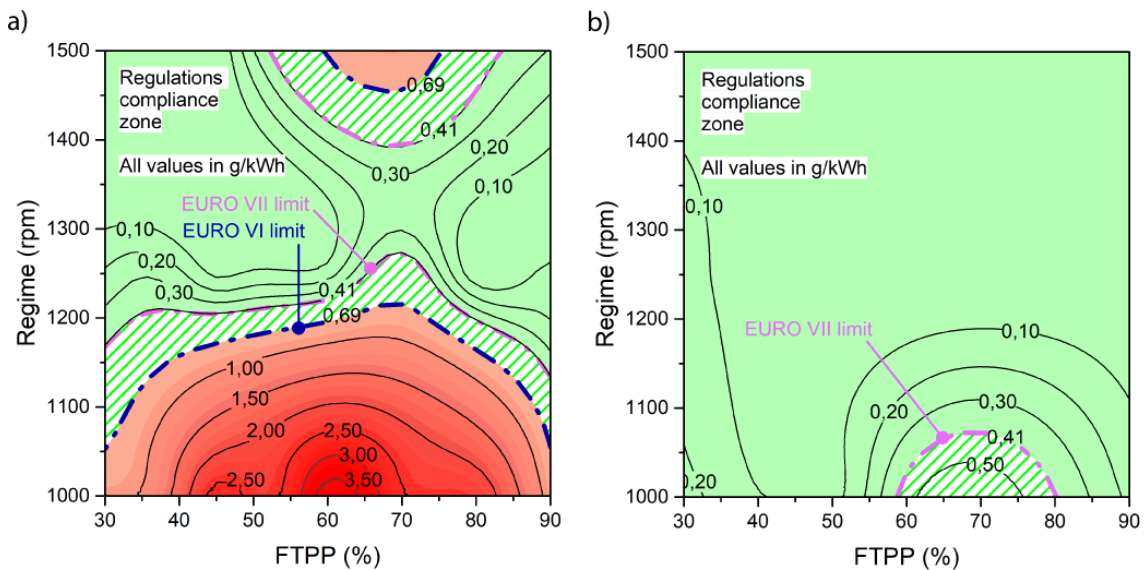 a)
Regulations
compliance
zone
All values in g/kWh
EURO VII limit
EURO VI limit
0,69
0,41
0,30
0,20
0,10
0,10
0,20
0,30
0,41
0,69
1,00
1,50
2,00
2,50
3,00
3,50
2,50
1500
1400
1300
1200
1100
1000
30 40 50 60 70 80 90
Regime (rpm)
FTPP (%)
b)
Regulations
compliance
zone
All values in g/kWh
0,10
EURO VII limit
0,10
0,20
0,30
0,41
0,50
0,20
1500
1400
1300
1200
1100
1000
30 40 50 60 70 80 90
Regime (rpm)
FTPP (%)